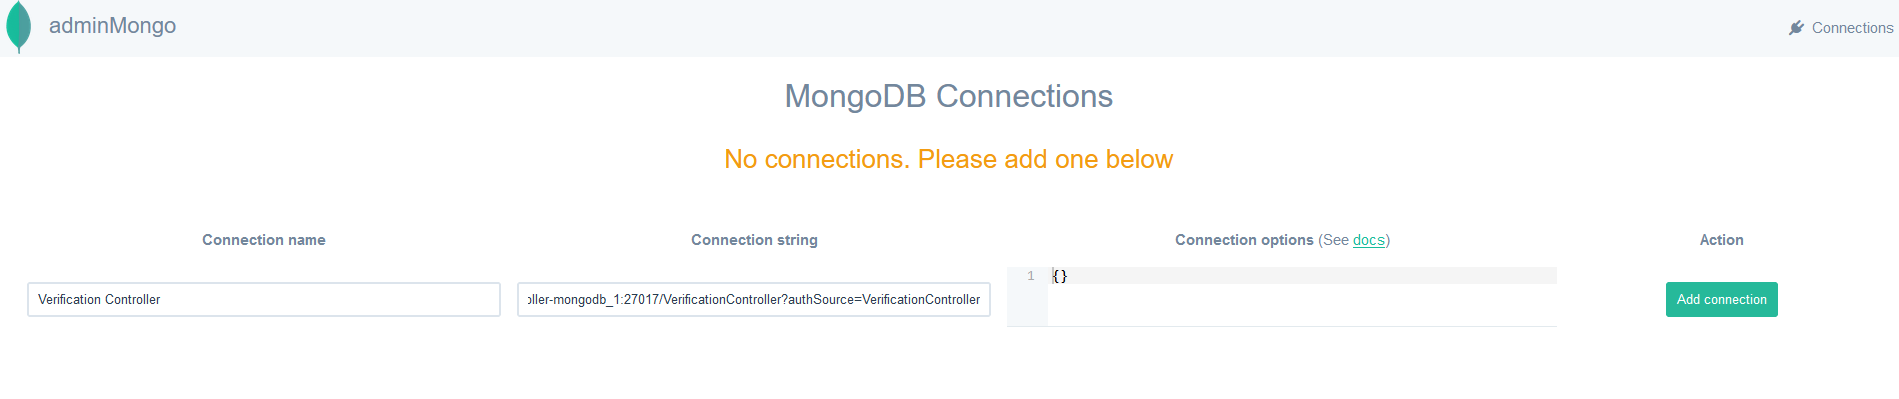 adminMongo
Connections
MongoDB Connections
No connections. Please add one below
Connection name
Connection string
Connection options (See docs)
Action
1 {}
Verification Controller
oller-mongodb_1:27017/VerificationController?authSource=VerificationController
Add connection